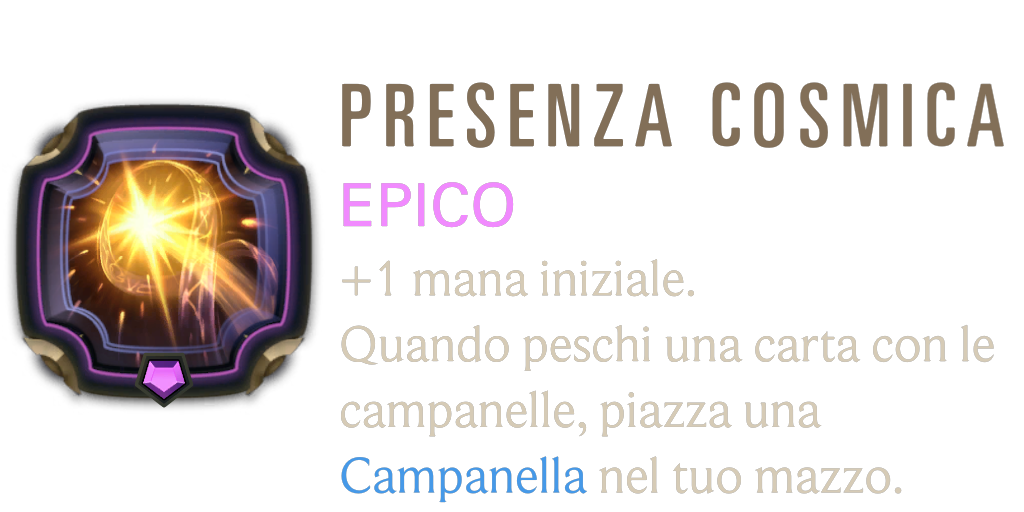 PRESENZA COSMICA
EPICO
+1 mana iniziale.
Quando peschi una carta con le
campanelle, piazza una
Campanella nel tuo mazzo.